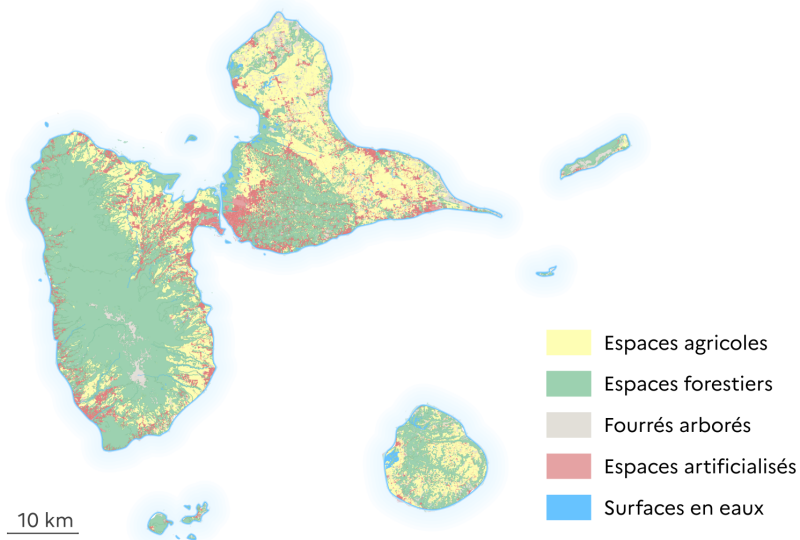 Espaces agricoles
Espaces forestiers
Fourrés arborés
Espaces artificialisés
Surfaces en eaux
10 km